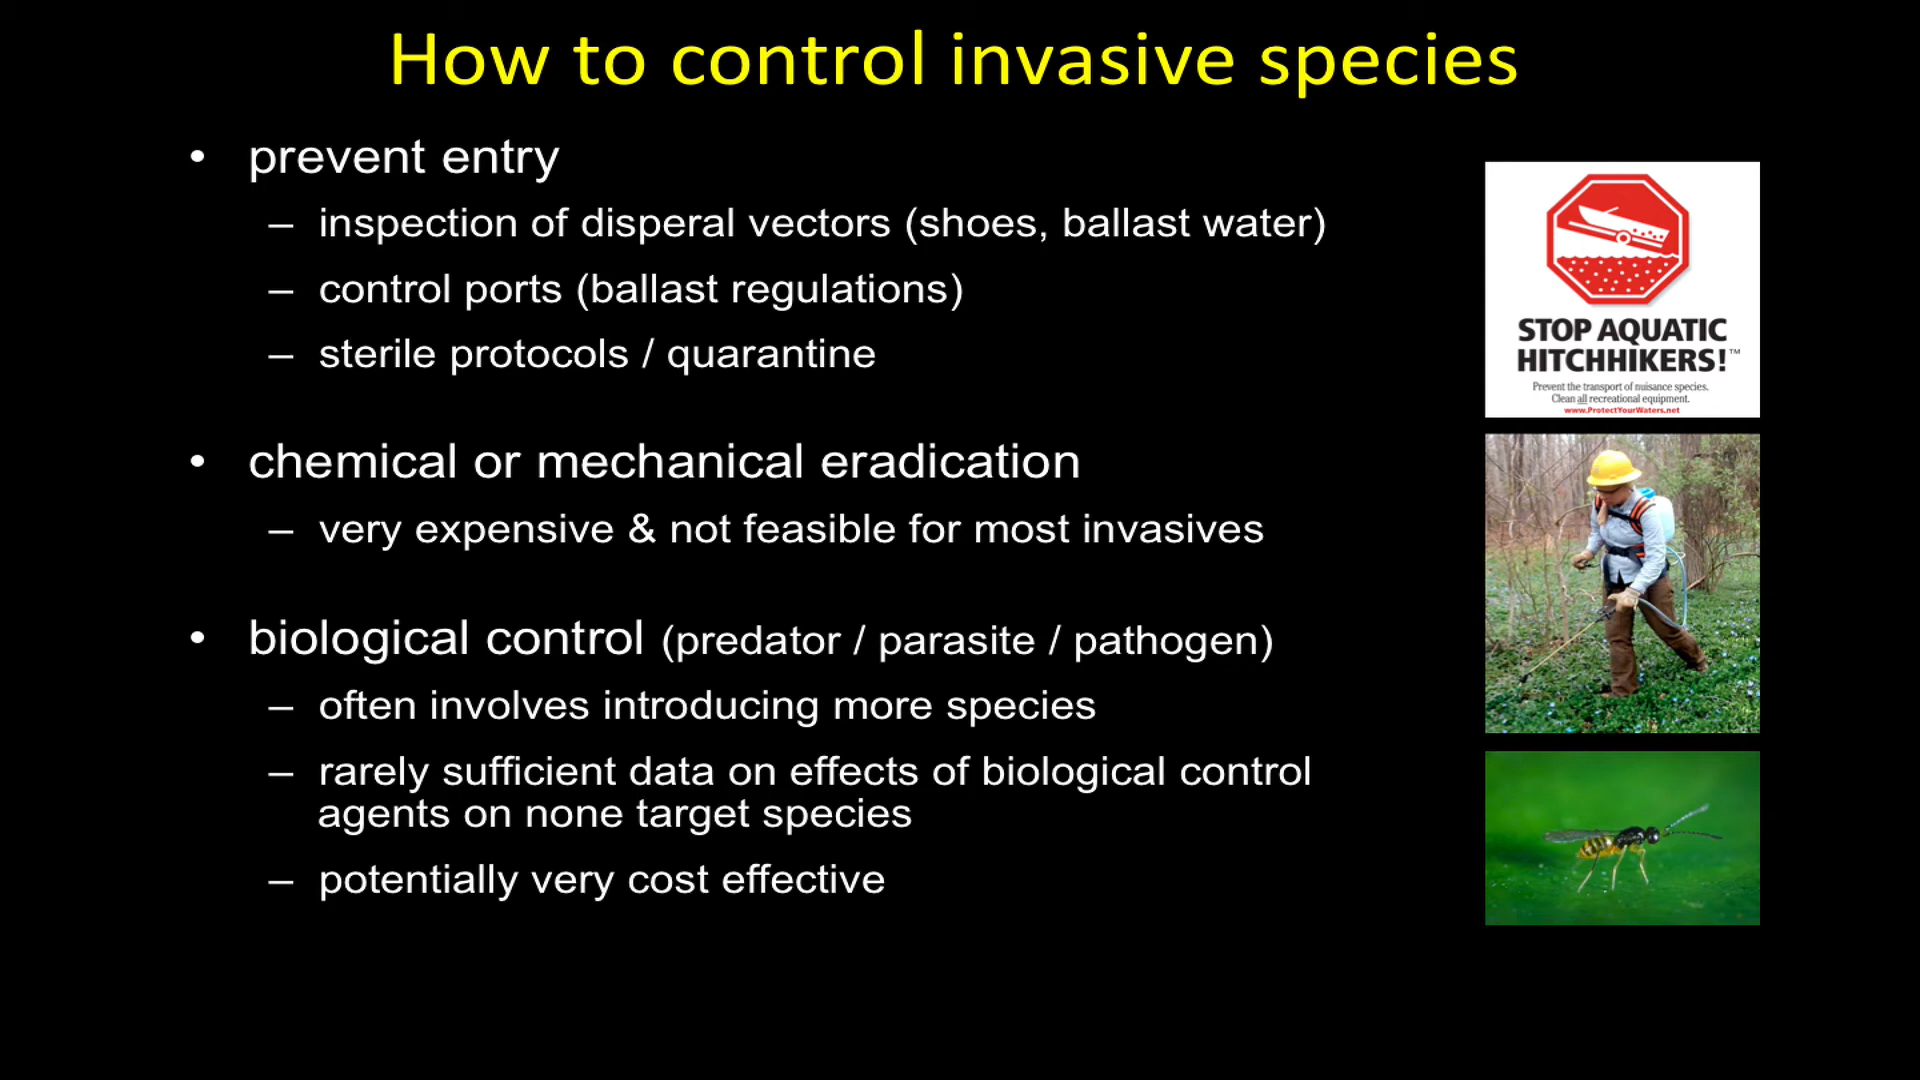 How to control invasive species
• prevent entry
– inspection of disperal vectors (shoes, ballast water)
– control ports (ballast regulations)
– sterile protocols / quarantine
• chemical or mechanical eradication
– very expensive & not feasible for most invasives
• biological control (predator / parasite / pathogen)
– often involves introducing more species
– rarely sufficient data on effects of biological control
agents on none target species
– potentially very cost effective
STOP AQUATIC
HITCHHIKERS!™
Prevent the transport of nuisance species.
Clean all recreational equipment.
www.ProtectYourWaters.net